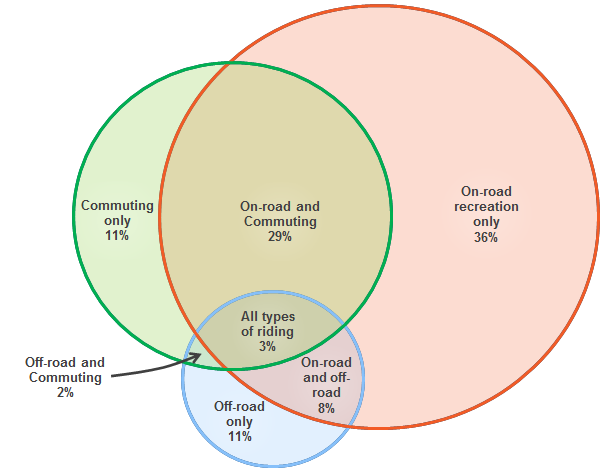 Commuting
only
11%
On-road and
Commuting
29%
On-road
recreation
only
36%
All types
of riding
3%
Off-road and
Commuting
2%
On-road
and off-
road
8%
Off-road
only
11%